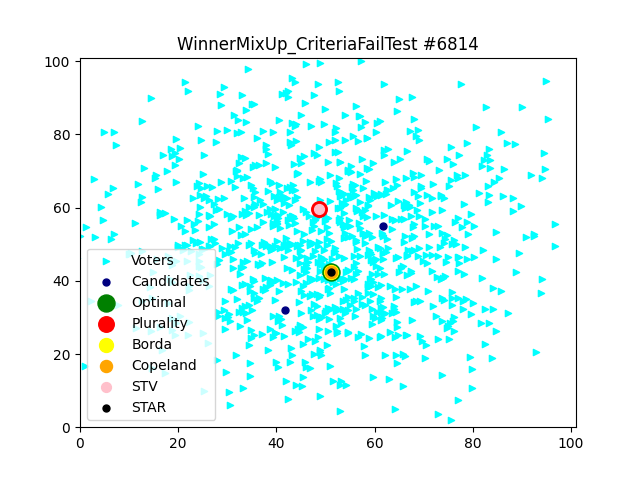 WinnerMixUp_CriteriaFailTest #6814
100
80
60
40
20
0
0 20 40 60 80 100
Voters
Candidates
Optimal
Plurality
Borda
Copeland
STV
STAR